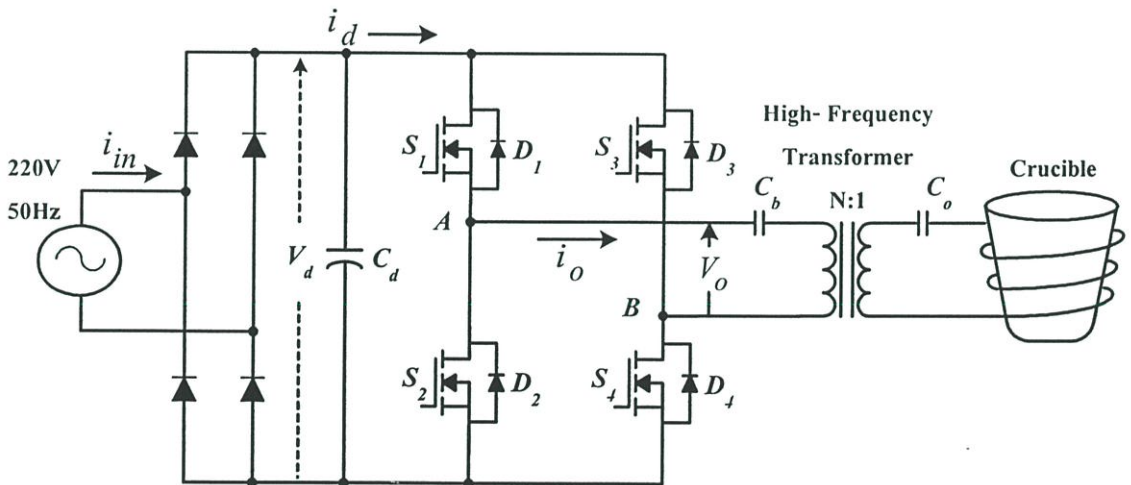 i_d
High- Frequency
Transformer
Crucible
220V
i_in
50Hz
S_1
D_1
S_3
D_3
C_b
N:1
C_o
A
i_o
V_d
C_d
V_o
B
S_2
D_2
S_4
D_4